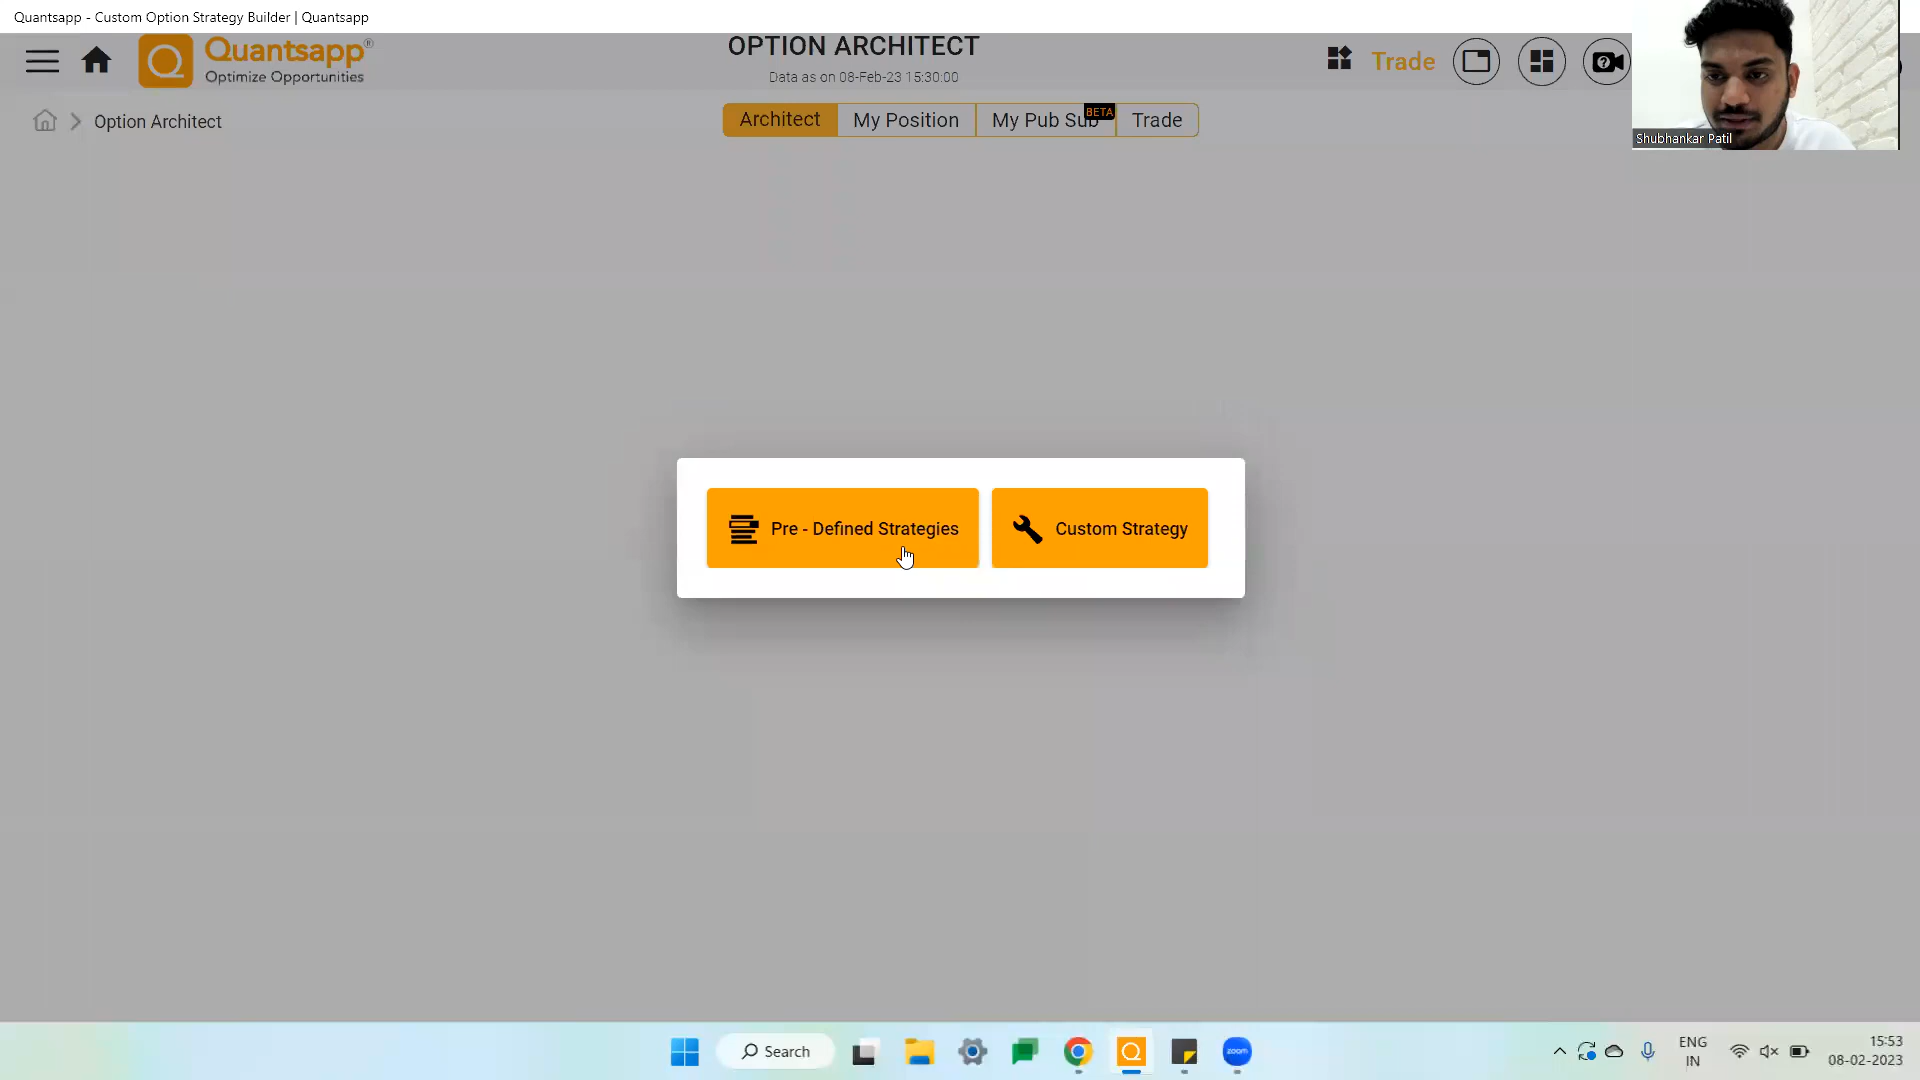 Quantsapp - Custom Option Strategy Builder | Quantsapp
Quantsapp®
Optimize Opportunities
OPTION ARCHITECT
Data as on 08-Feb-23 15:30:00
Trade
Option Architect
Architect
My Position
My Pub Sub
BETA
Trade
Shubhankar Patil
Pre - Defined Strategies
Custom Strategy
Search
zoom
ENG
IN
15:53
08-02-2023